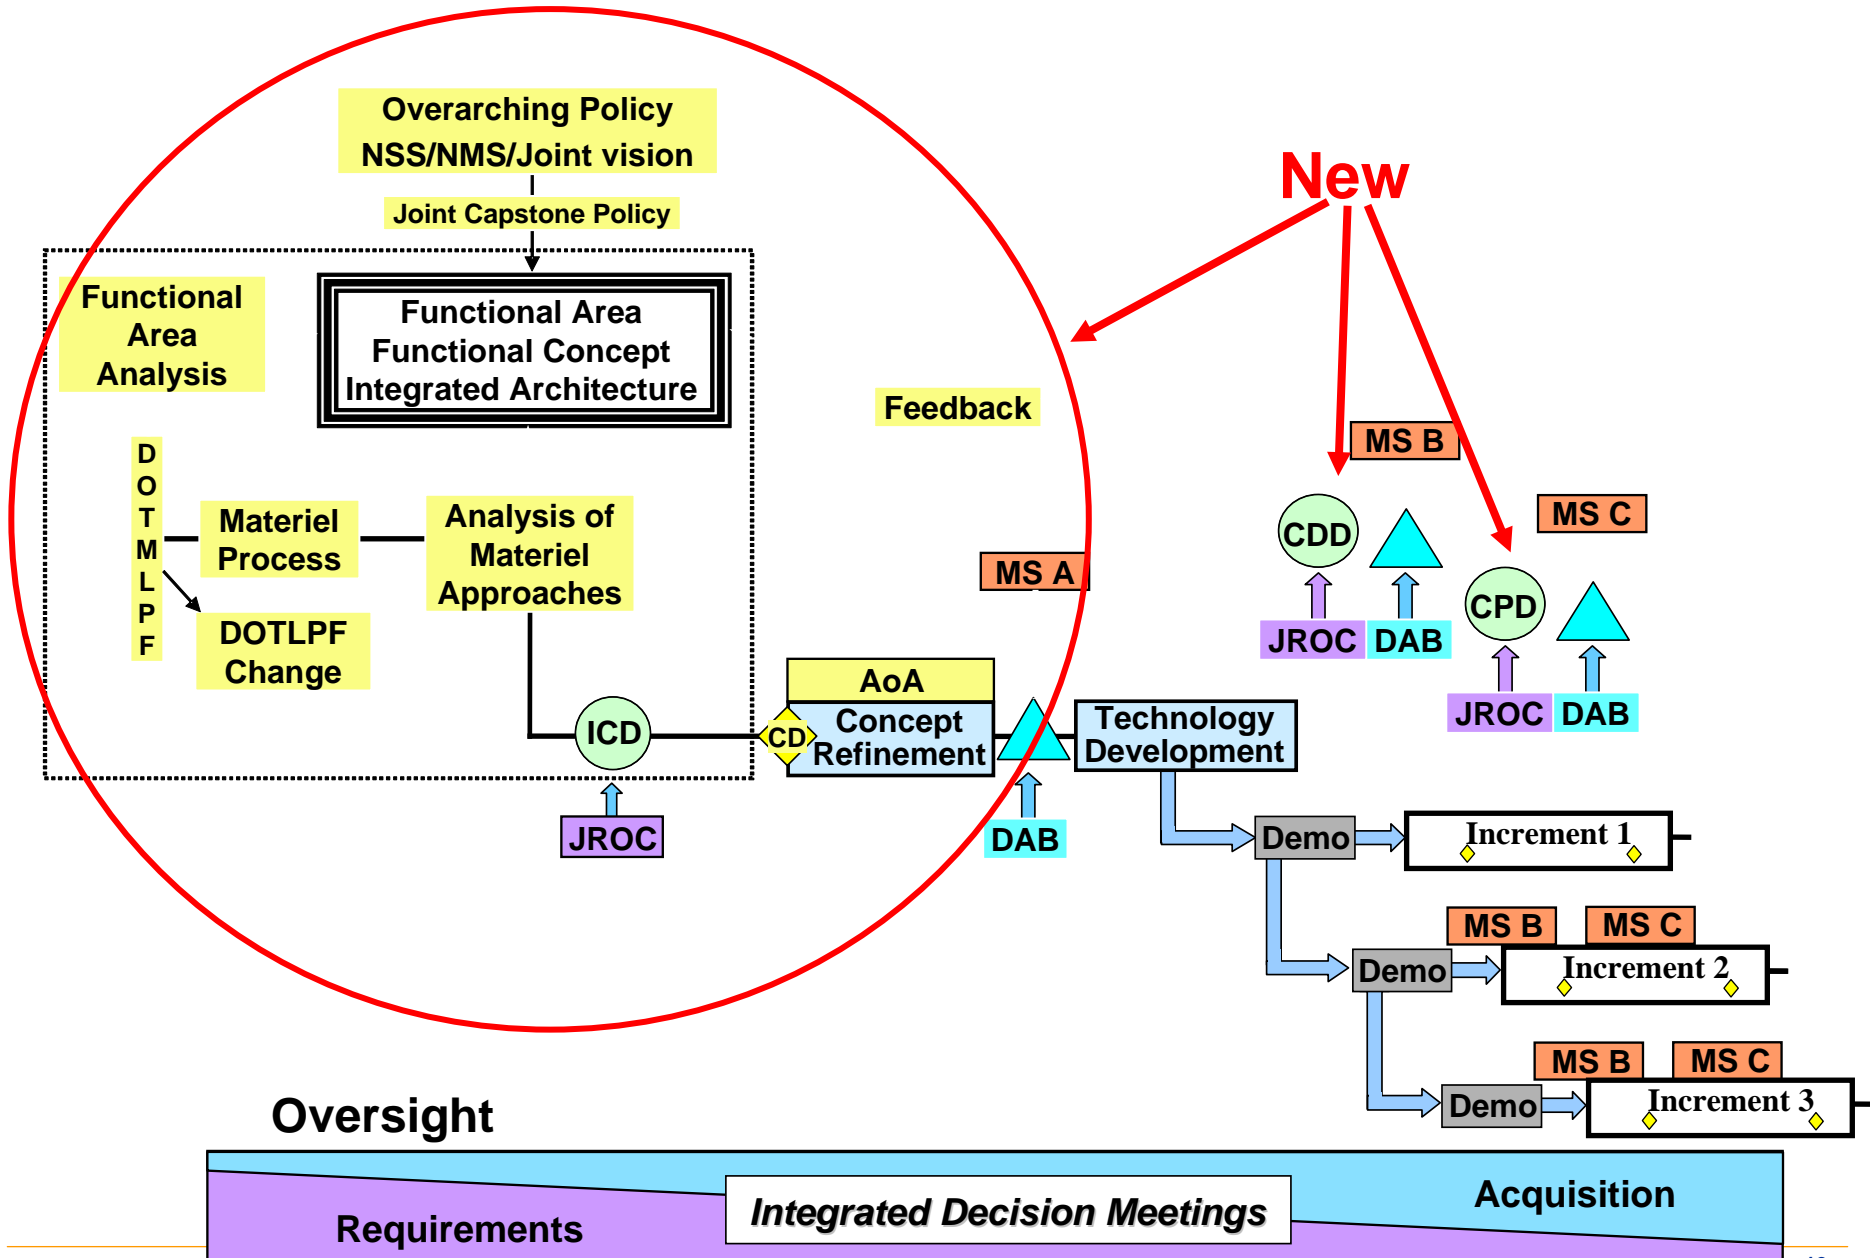 Overarching Policy
NSS/NMS/Joint vision
Joint Capstone Policy
New
Functional
Area
Analysis
Functional Area
Functional Concept
Integrated Architecture
Feedback
D
O
T
M
L
P
F
Materiel
Process
Analysis of
Materiel
Approaches
DOTLPF
Change
MS A
MS B
MS C
CDD
CPD
JROC
DAB
JROC
DAB
AoA
ICD
CD
Concept
Refinement
Technology
Development
JROC
DAB
Demo
Increment 1
MS B
MS C
Demo
Increment 2
MS B
MS C
Demo
Increment 3
Oversight
Requirements
Integrated Decision Meetings
Acquisition